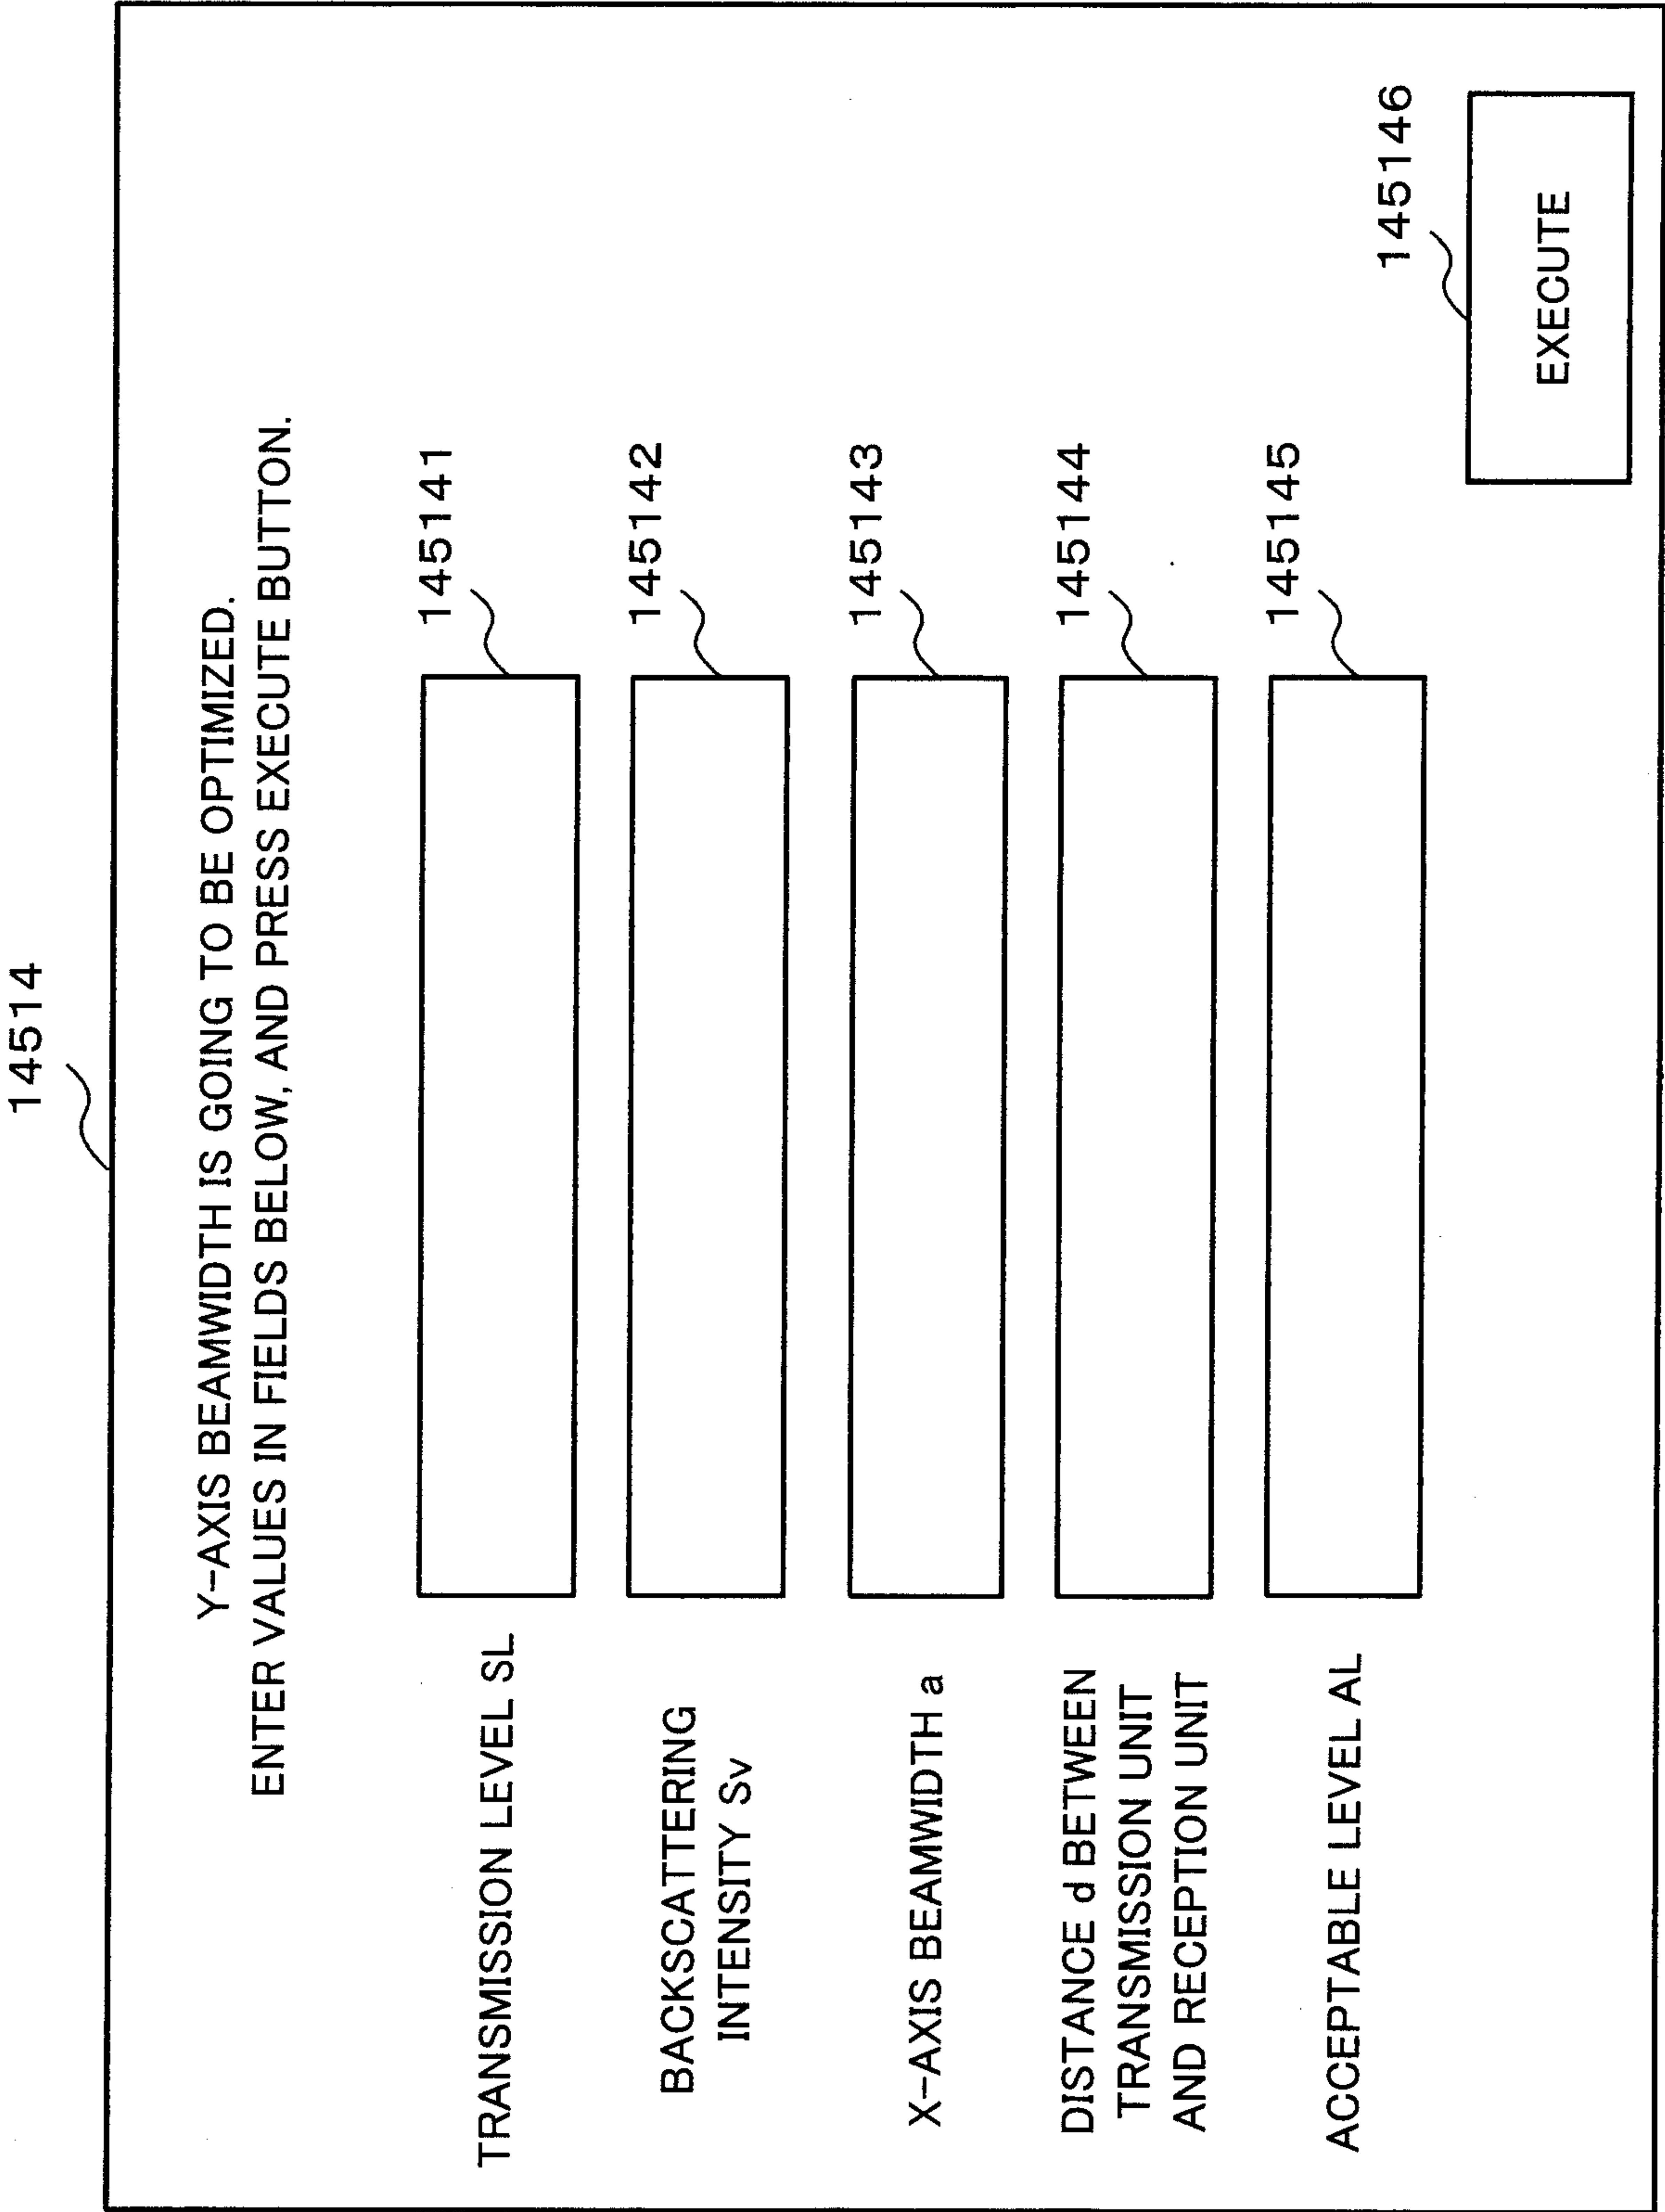 14514
Y-AXIS BEAMWIDTH IS GOING TO BE OPTIMIZED.
ENTER VALUES IN FIELDS BELOW, AND PRESS EXECUTE BUTTON.
TRANSMISSION LEVEL SL
145141
BACKSCATTERING
INTENSITY Sv
145142
X-AXIS BEAMWIDTH a
145143
DISTANCE d BETWEEN
TRANSMISSION UNIT
AND RECEPTION UNIT
145144
ACCEPTABLE LEVEL AL
145145
145146
EXECUTE